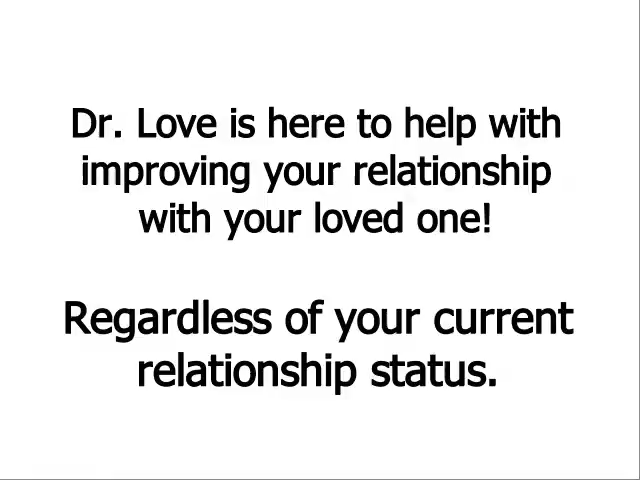 Dr. Love is here to help with
improving your relationship
with your loved one!
Regardless of your current
relationship status.